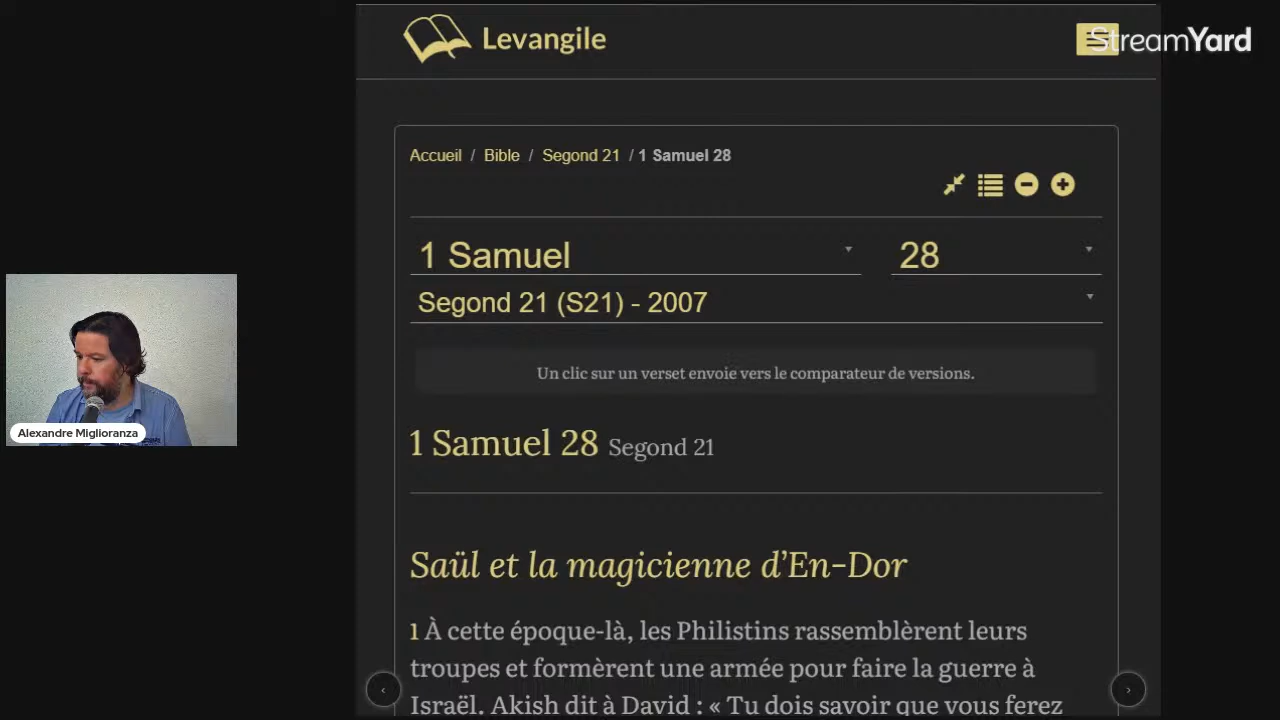 Levangile
StreamYard
Accueil / Bible / Segond 21 / 1 Samuel 28
1 Samuel
28
Segond 21 (S21) - 2007
Un clic sur un verset envoie vers le comparateur de versions.
1 Samuel 28 Segond 21
Saül et la magicienne d’En-Dor
1 À cette époque-là, les Philistins rassemblèrent leurs
troupes et formèrent une armée pour faire la guerre à
Israël. Akish dit à David : « Tu dois savoir que vous ferez
Alexandre Miglioranza